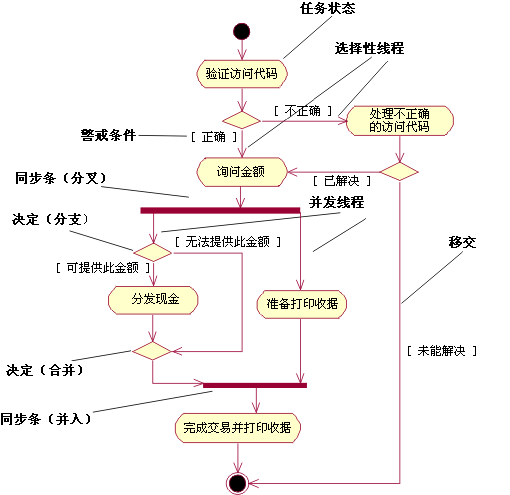 任务状态
选择性线程
验证访问代码
[ 不正确 ]
处理不正确
的访问代码
警戒条件
[ 正确 ]
询问金额
[ 已解决 ]
同步条（分叉）
并发线程
决定（分支）
[ 无法提供此金额 ]
移交
[ 可提供此金额 ]
分发现金
准备打印收据
[ 未能解决 ]
决定（合并）
同步条（并入）
完成交易并打印收据